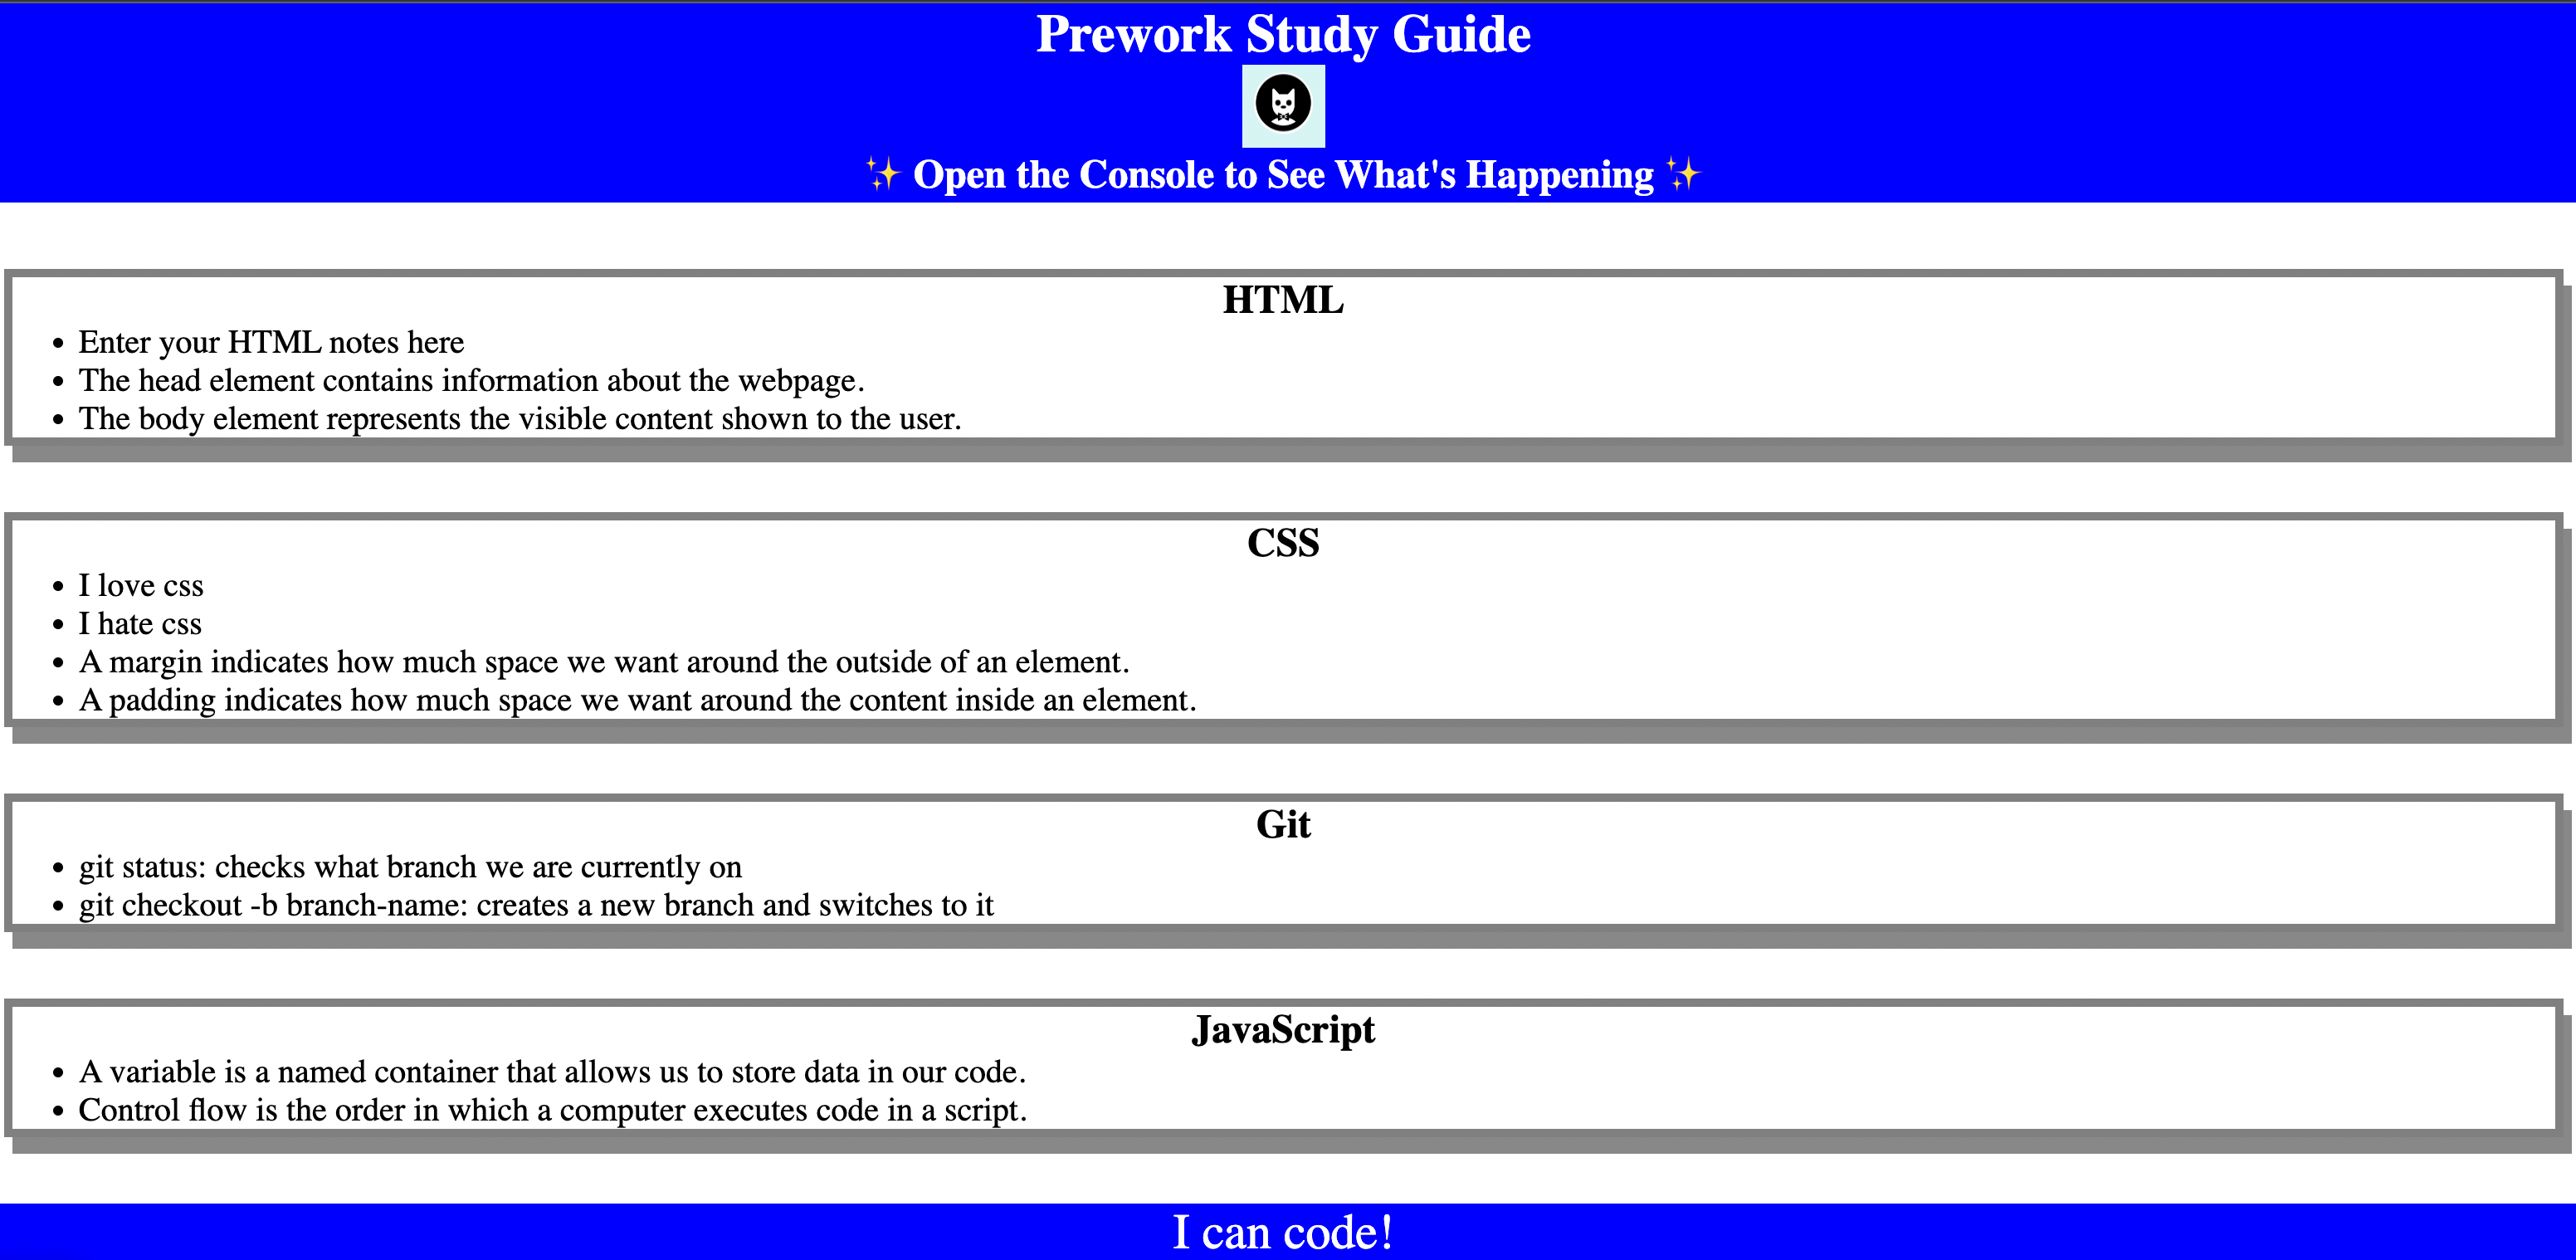 Prework Study Guide
✨ Open the Console to See What's Happening ✨
HTML
• Enter your HTML notes here
• The head element contains information about the webpage.
• The body element represents the visible content shown to the user.
CSS
• I love css
• I hate css
• A margin indicates how much space we want around the outside of an element.
• A padding indicates how much space we want around the content inside an element.
Git
• git status: checks what branch we are currently on
• git checkout -b branch-name: creates a new branch and switches to it
JavaScript
• A variable is a named container that allows us to store data in our code.
• Control flow is the order in which a computer executes code in a script.
I can code!